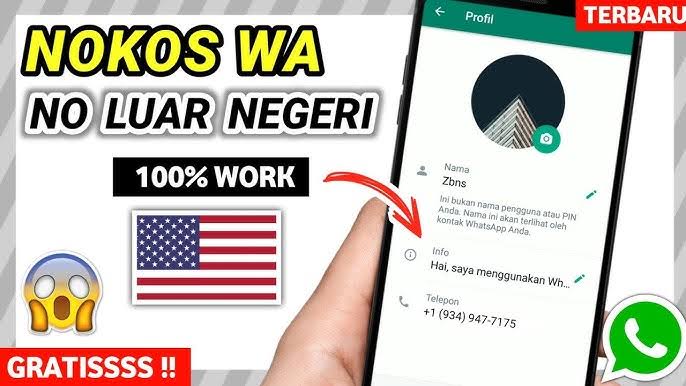 TERBARU
NOKOS WA
NO LUAR NEGERI
100% WORK
GRATISSSS !!
Profil
Nama
Zbns
Ini bukan nama pengguna atau PIN
Anda. Nama ini akan terlihat oleh
kontak WhatsApp Anda.
Info
Hai, saya menggunakan Wh...
Telepon
+1 (934) 947-7175